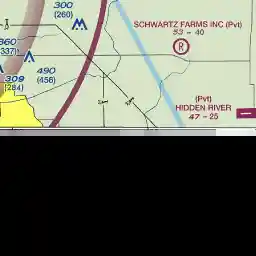 300
(260)
SCHWARTZ FARMS INC (Pvt)
53 - 40
R
360
(337)
490
(456)
309
(284)
(Pvt)
HIDDEN RIVER
47 - 25